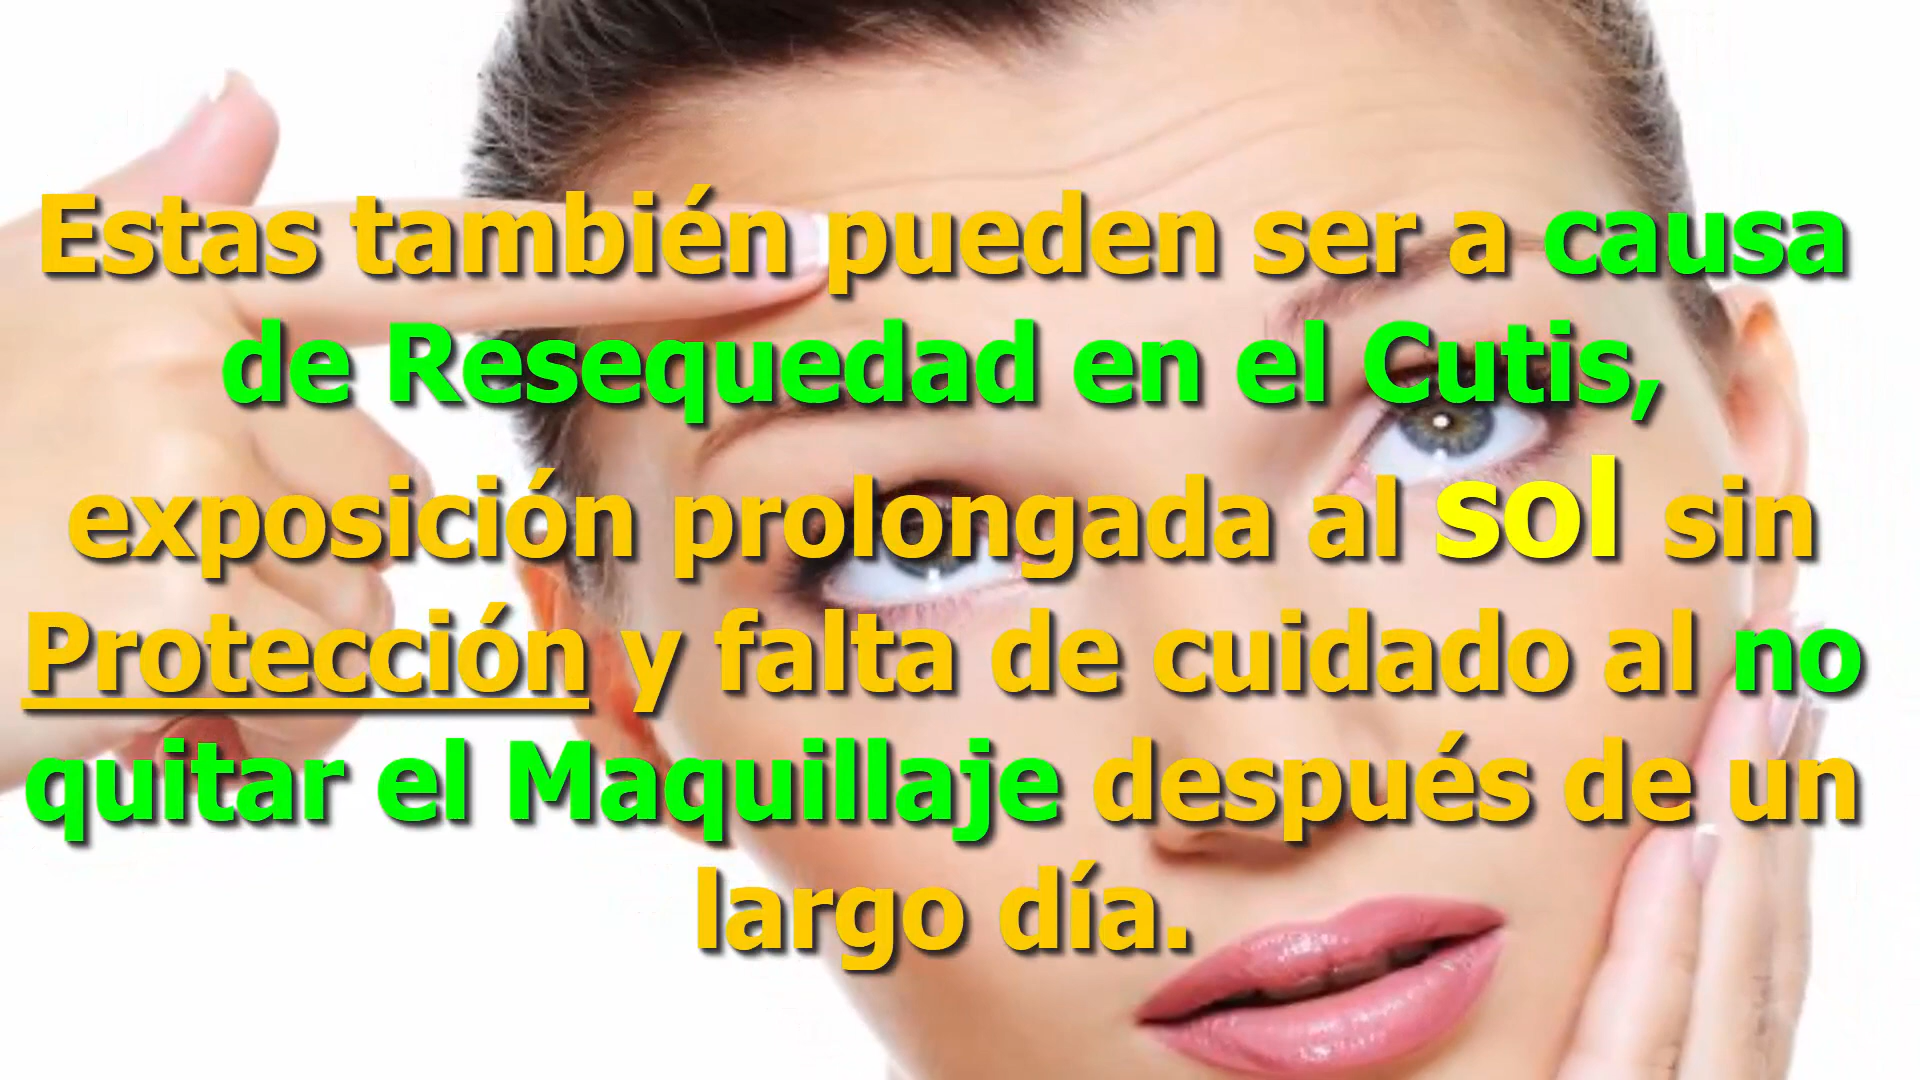 Estas también pueden ser a causa
de Resequedad en el Cutis,
exposición prolongada al sol sin
Protección y falta de cuidado al no
quitar el Maquillaje después de un
largo día.